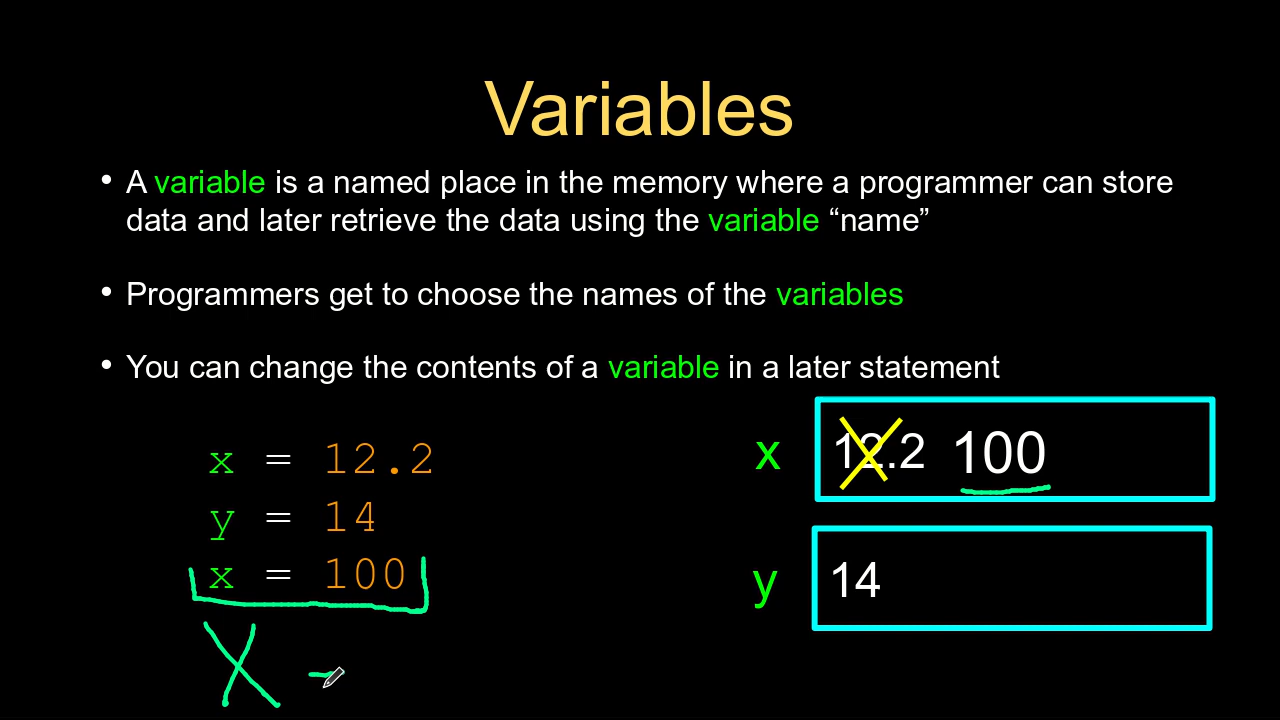 Variables
• A variable is a named place in the memory where a programmer can store
data and later retrieve the data using the variable “name”
• Programmers get to choose the names of the variables
• You can change the contents of a variable in a later statement
x = 12.2
y = 14
x = 100
X -
x 12.2 100
y 14